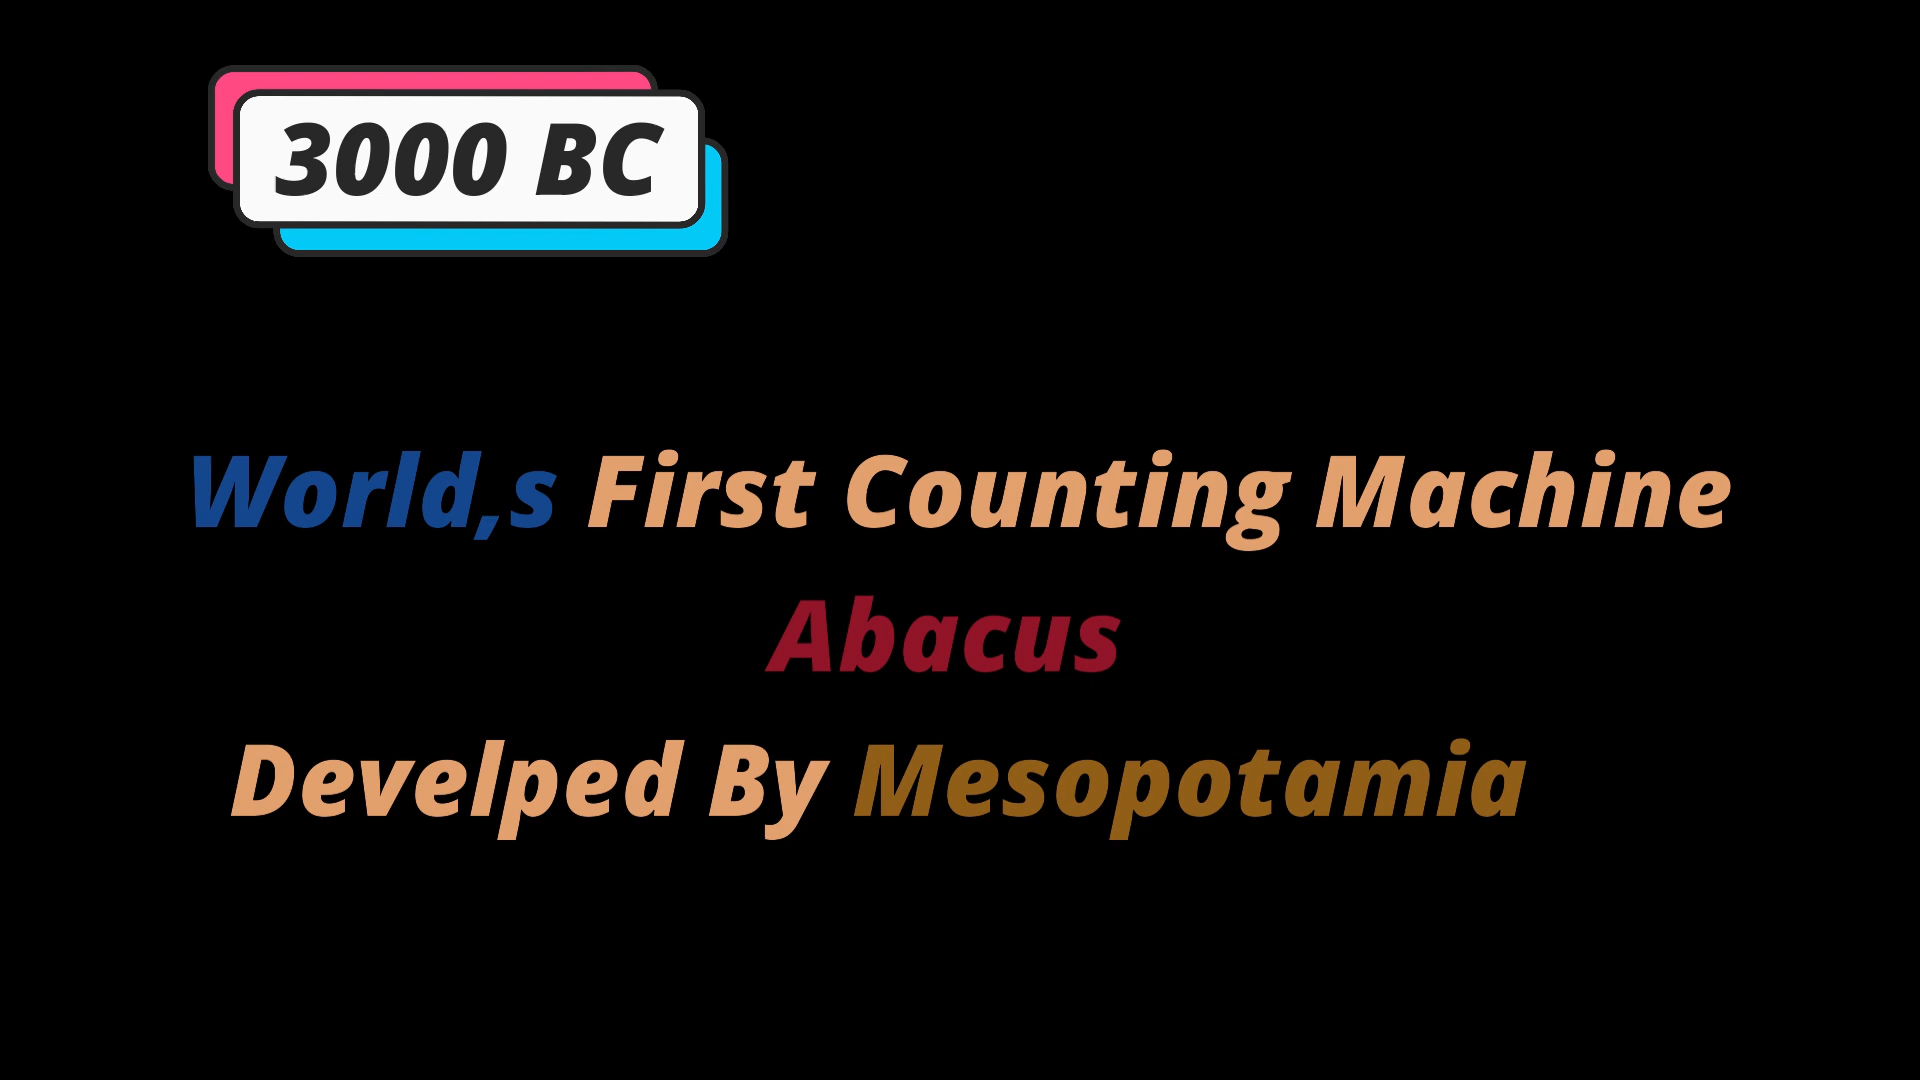 3000 BC
World,s First Counting Machine
Abacus
Develped By Mesopotamia